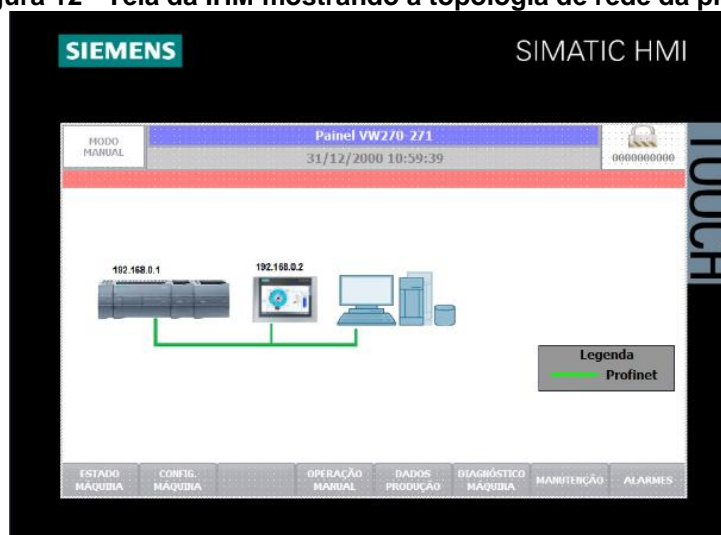 gura 12 - Tela da IHM mostrando a topologia de rede da pl
SIEMENS
SIMATIC HMI
TOUCH
MODO
MANUAL
Painel VW270-271
31/12/2000 10:59:39
0000000000
192.168.0.1
192.168.0.2
Legenda
Profinet
ESTADO
MÁQUINA
CONFIG.
MÁQUINA
OPERAÇÃO
MANUAL
DADOS
PRODUÇÃO
DIAGNÓSTICO
MÁQUINA
MANUTENÇÃO
ALARMES